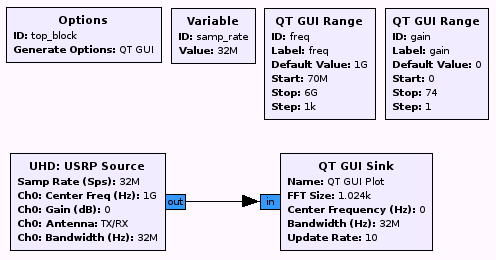 Options
ID: top_block
Generate Options: QT GUI
Variable
ID: samp_rate
Value: 32M
QT GUI Range
ID: freq
Label: freq
Default Value: 1G
Start: 70M
Stop: 6G
Step: 1k
QT GUI Range
ID: gain
Label: gain
Default Value: 0
Start: 0
Stop: 74
Step: 1
UHD: USRP Source
Samp Rate (Sps): 32M
Ch0: Center Freq (Hz): 1G
Ch0: Gain (dB): 0
Ch0: Antenna: TX/RX
Ch0: Bandwidth (Hz): 32M
out
in
QT GUI Sink
Name: QT GUI Plot
FFT Size: 1.024k
Center Frequency (Hz): 0
Bandwidth (Hz): 32M
Update Rate: 10